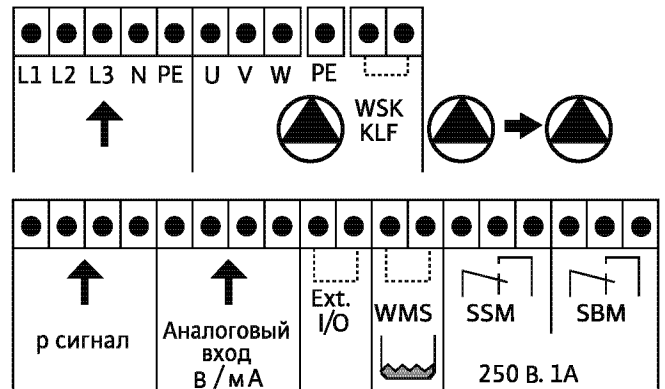 L1 L2 L3 N PE U V W PE
WSK
KLF
p сигнал
Аналоговый
вход
В / мА
Ext.
I/O
WMS
SSM
SBM
250 В. 1А